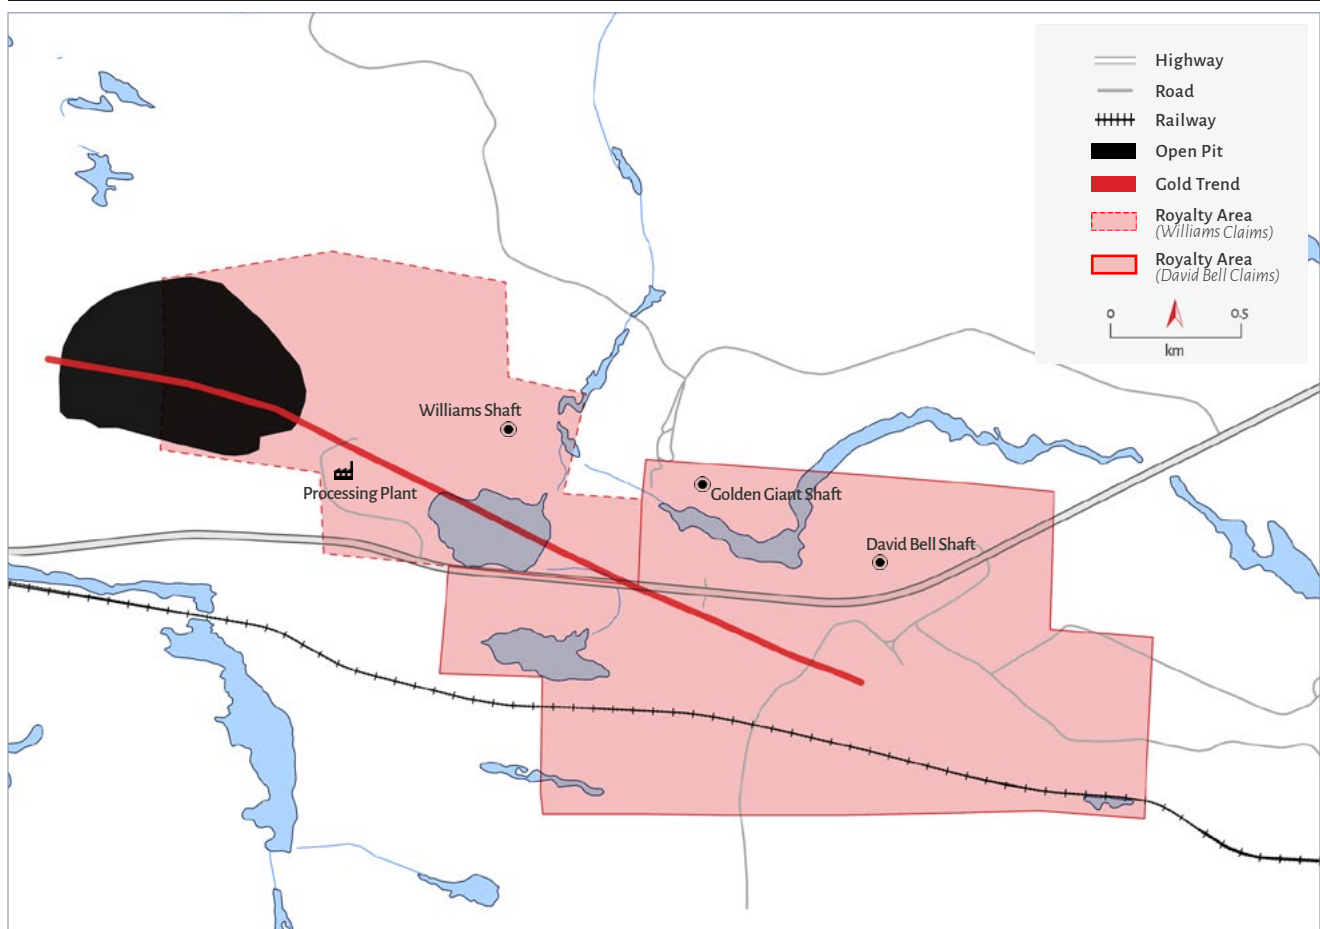 Highway
Road
Railway
Open Pit
Gold Trend
Royalty Area
(Williams Claims)
Royalty Area
(David Bell Claims)
0 0.5
km
Williams Shaft
Processing Plant
Golden Giant Shaft
David Bell Shaft